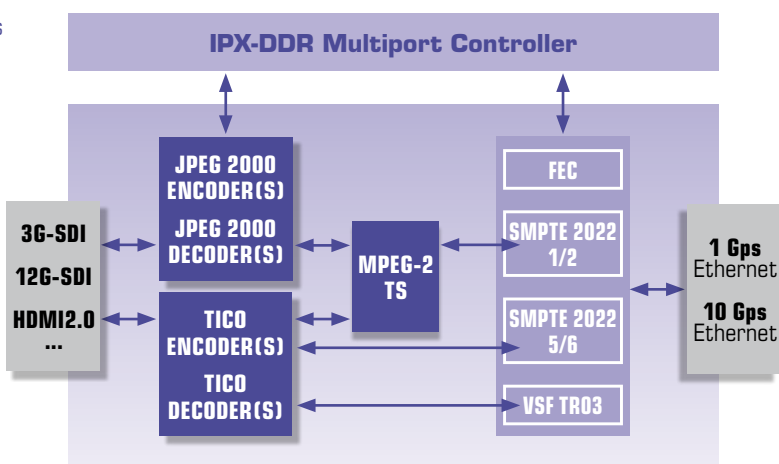 s
IPX-DDR Multiport Controller
3G-SDI
12G-SDI
HDMI2.0
...
JPEG 2000
ENCODER(S)
JPEG 2000
DECODER(S)
TICO
ENCODER(S)
TICO
DECODER(S)
MPEG-2
TS
FEC
SMPTE 2022
1/2
SMPTE 2022
5/6
VSF TR03
1 Gps
Ethernet
10 Gps
Ethernet